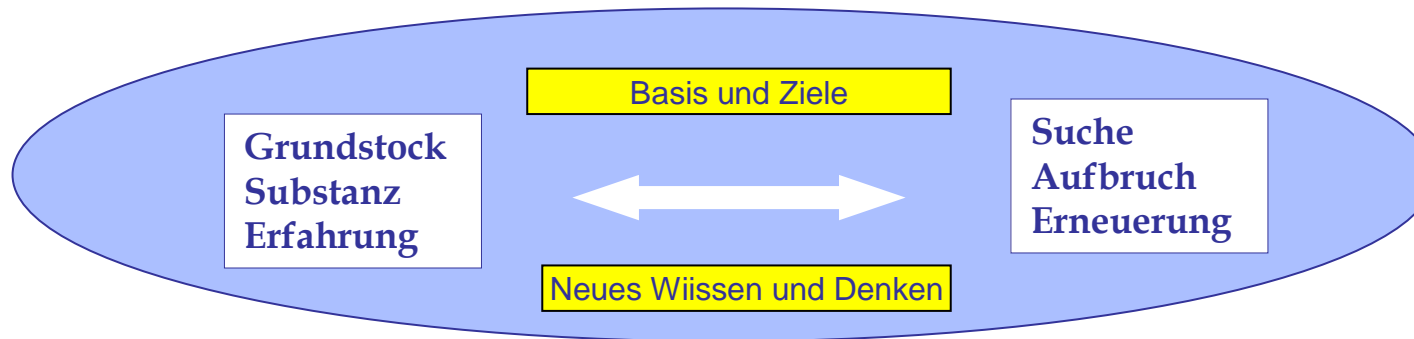 Basis und Ziele
Grundstock
Substanz
Erfahrung
Suche
Aufbruch
Erneuerung
Neues Wiissen und Denken